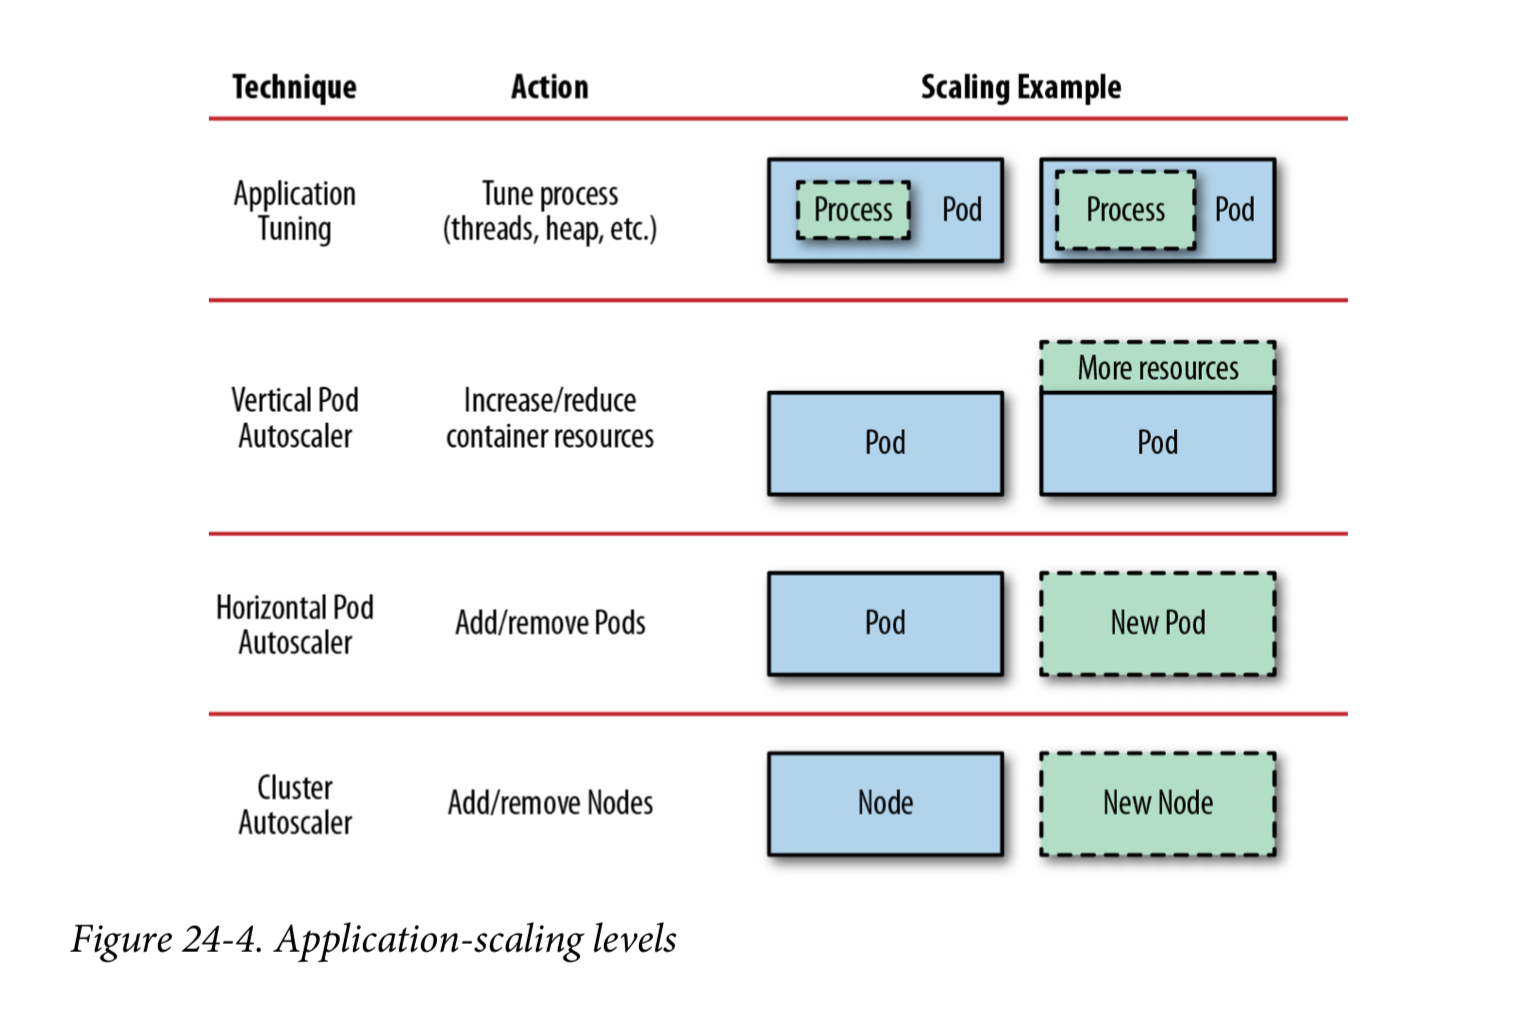 Technique Action Scaling Example
Application
Tuning
Tune process
(threads, heap, etc.)
Process Pod
Process Pod
Vertical Pod
Autoscaler
Increase/reduce
container resources
Pod
More resources
Pod
Horizontal Pod
Autoscaler
Add/remove Pods
Pod
New Pod
Cluster
Autoscaler
Add/remove Nodes
Node
New Node
Figure 24-4. Application-scaling levels